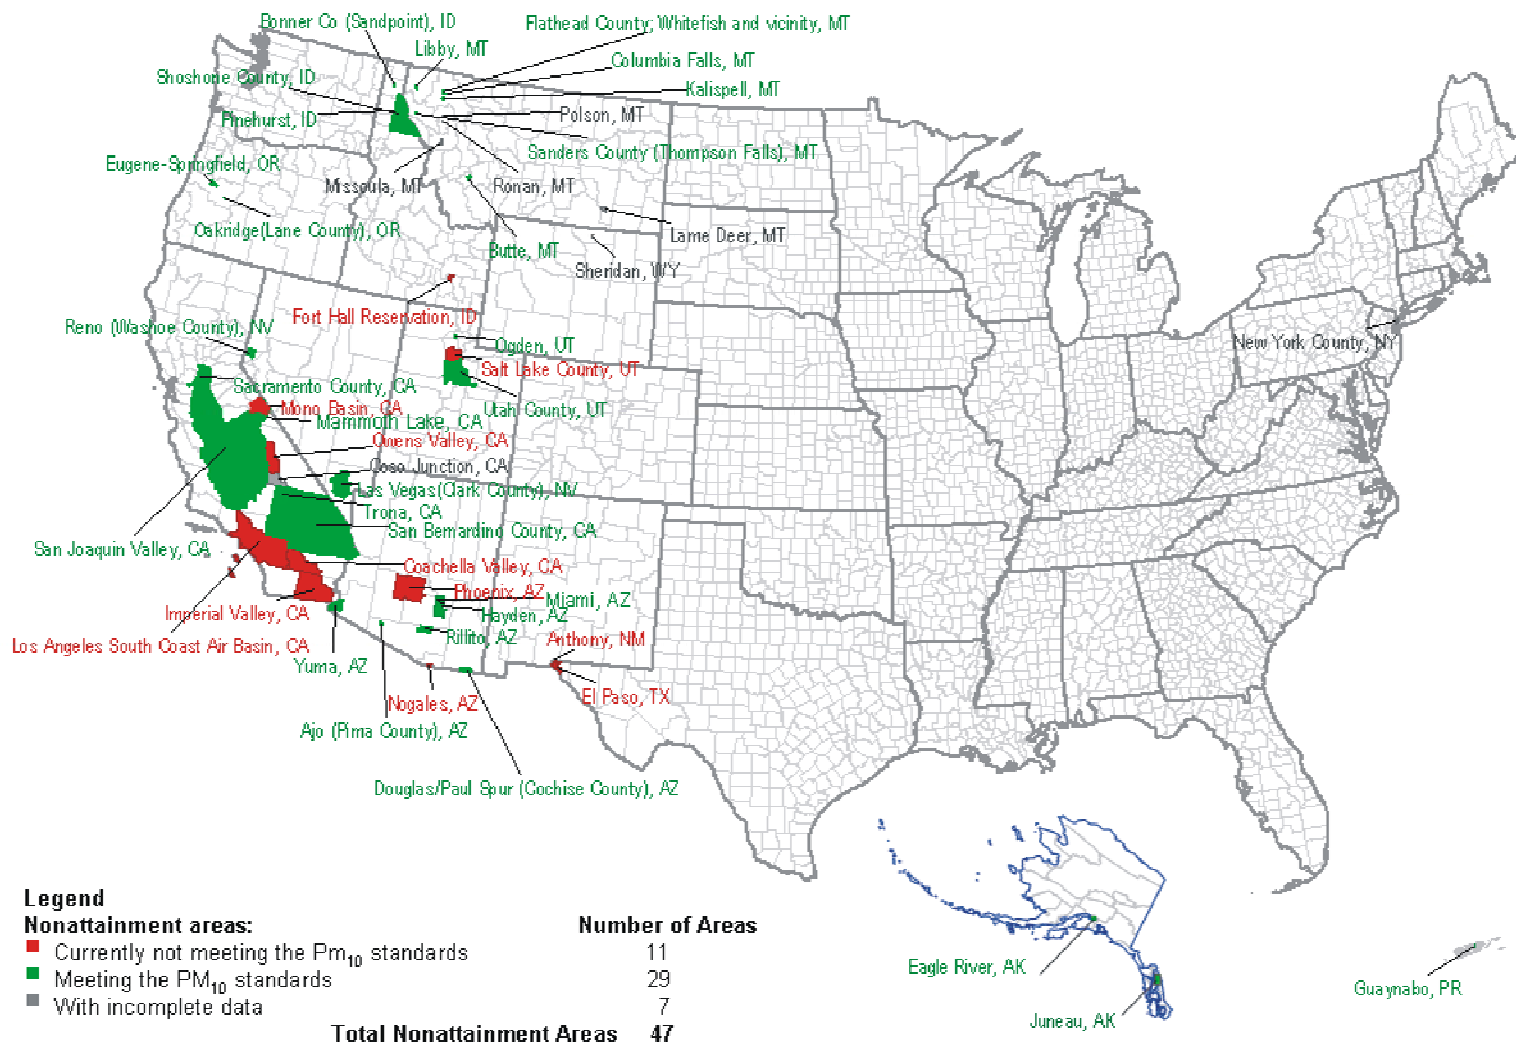 Bonner Co (Sandpoint), ID
Flathead County; Whitefish and vicinity, MT
Libby, MT
Columbia Falls, MT
Shoshone County, ID
Kalispell, MT
Pinehurst, ID
Polson, MT
Sanders County (Thompson Falls), MT
Eugene-Springfield, OR
Missoula, MT
Ronan, MT
Oakridge(Lane County), OR
Lame Deer, MT
Butte, MT
Sheridan, WY
Fort Hall Reservation, ID
Reno (Washoe County), NV
New York County, NY
Ogden, UT
Salt Lake County, UT
Sacramento County, CA
Mono Basin, CA
Utah County, UT
Mammoth Lake, CA
Owens Valley, CA
Coso Junction, CA
Las Vegas(Clark County), NV
Trona, CA
San Bernardino County, CA
San Joaquin Valley, CA
Coachella Valley, CA
Phoenix, AZ
Miami, AZ
Imperial Valley, CA
Hayden, AZ
Rillito, AZ
Anthony, NM
Los Angeles South Coast Air Basin, CA
Yuma, AZ
El Paso, TX
Nogales, AZ
Ajo (Pima County), AZ
Douglas/Paul Spur (Cochise County), AZ
Eagle River, AK
Guaynabo, PR
Juneau, AK
Legend
Nonattainment areas: Number of Areas
Currently not meeting the Pm10 standards 11
Meeting the PM10 standards 29
With incomplete data 7
Total Nonattainment Areas 47